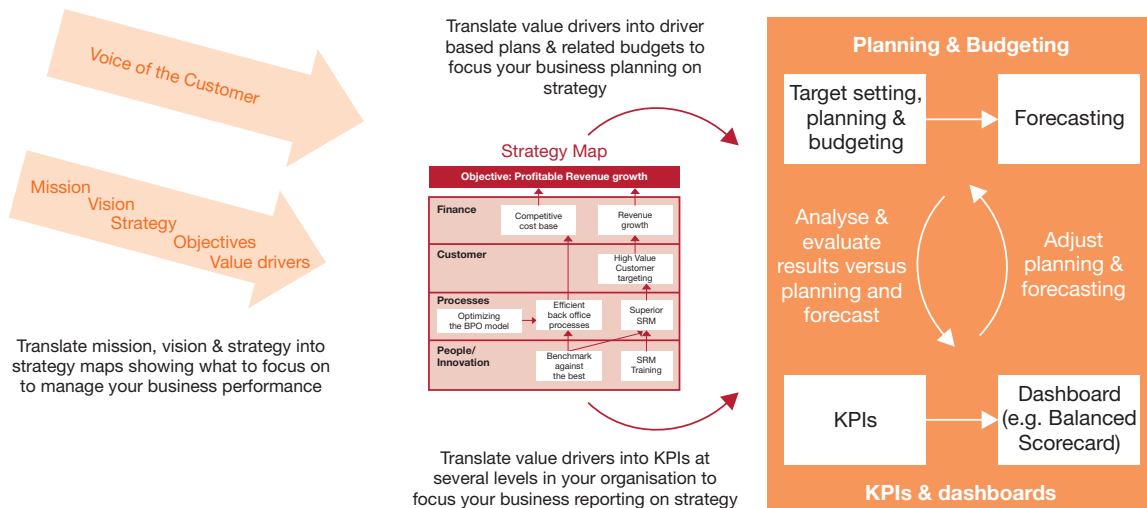 Voice of the Customer
Mission
Vision
Strategy
Objectives
Value drivers
Translate mission, vision & strategy into
strategy maps showing what to focus on
to manage your business performance
Translate value drivers into driver
based plans & related budgets to
focus your business planning on
strategy
Strategy Map
Objective: Profitable Revenue growth
Finance
Competitive
cost base
Revenue
growth
Customer
High Value
Customer
targeting
Processes
Optimizing
the BPO model
Efficient
back office
processes
Superior
SRM
People/
Innovation
Benchmark
against
the best
SRM
Training
Translate value drivers into KPIs at
several levels in your organisation to
focus your business reporting on strategy
Planning & Budgeting
Target setting,
planning &
budgeting
Forecasting
Analyse &
evaluate
results versus
planning and
forecast
Adjust
planning &
forecasting
KPIs
Dashboard
(e.g. Balanced
Scorecard)
KPIs & dashboards